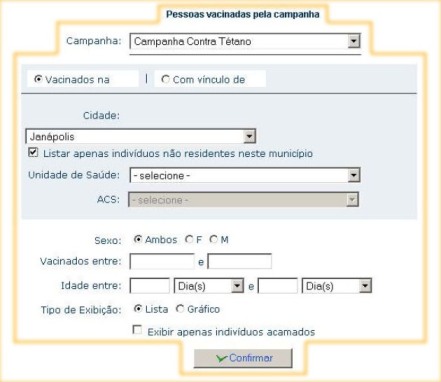 Pessoas vacinadas pela campanha
Campanha: Campanha Contra Tétano
Vacinados na | Com vínculo de
Cidade:
Janápolis
Listar apenas indivíduos não residentes neste município
Unidade de Saúde: - selecione -
ACS: - selecione -
Sexo: Ambos F M
Vacinados entre: e
Idade entre: Dia(s) e Dia(s)
Tipo de Exibição: Lista Gráfico
Exibir apenas indivíduos acamados
Confirmar